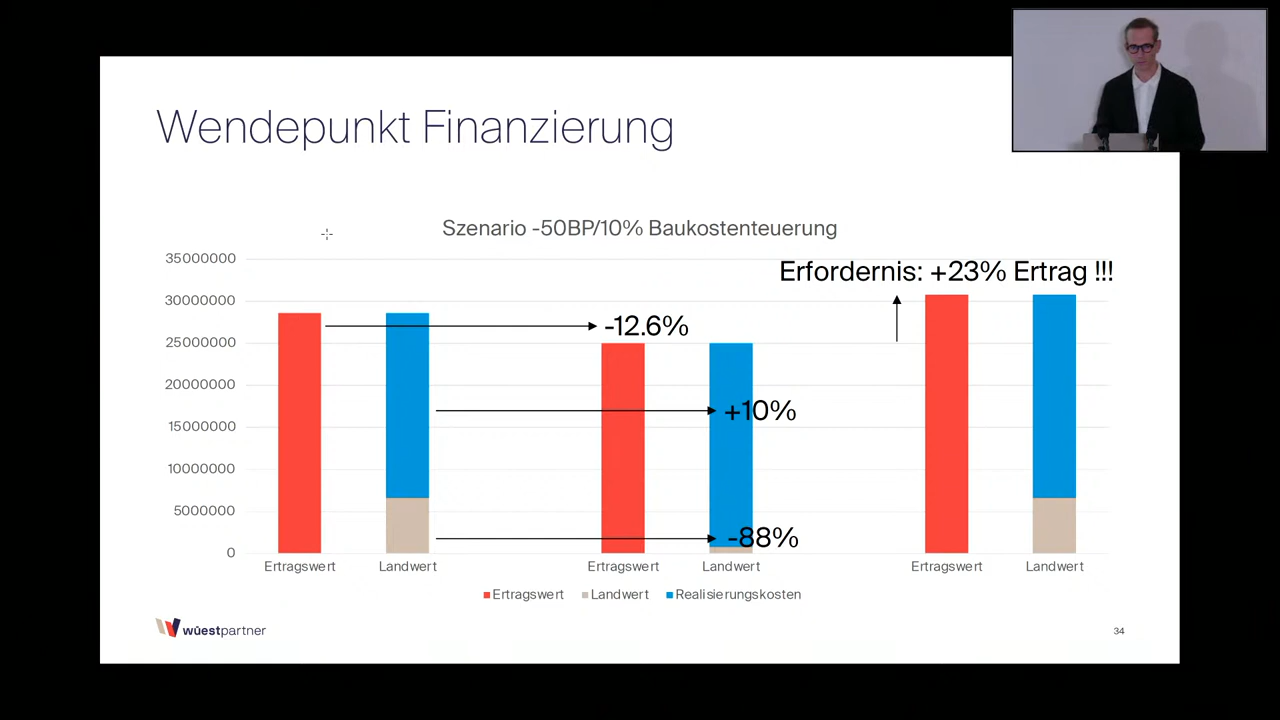 Wendepunkt Finanzierung
Szenario -50BP/10% Baukostenteuerung
35000000
30000000
25000000
20000000
15000000
10000000
5000000
0
Erfordernis: +23% Ertrag !!!
-12.6%
+10%
-88%
Ertragswert Landwert Ertragswert Landwert Ertragswert Landwert
Ertragswert Landwert Realisierungskosten
wüestpartner
34